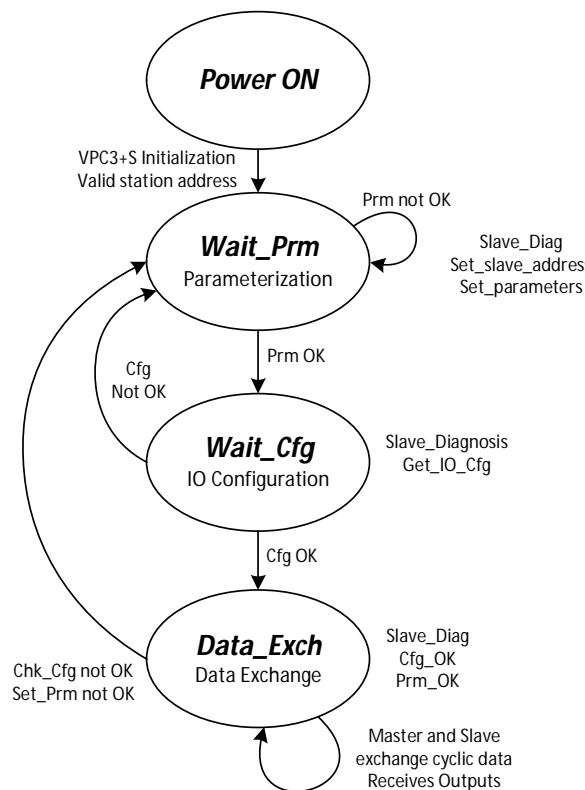 Power ON
VPC3+S Initialization
Valid station address
Prm not OK
Wait_Prm
Parameterization
Slave_Diag
Set_slave_addres
Set_parameters
Cfg
Not OK
Prm OK
Wait_Cfg
IO Configuration
Slave_Diagnosis
Get_IO_Cfg
Cfg OK
Data_Exch
Data Exchange
Slave_Diag
Cfg_OK
Prm_OK
Chk_Cfg not OK
Set_Prm not OK
Master and Slave
exchange cyclic data
Receives Outputs